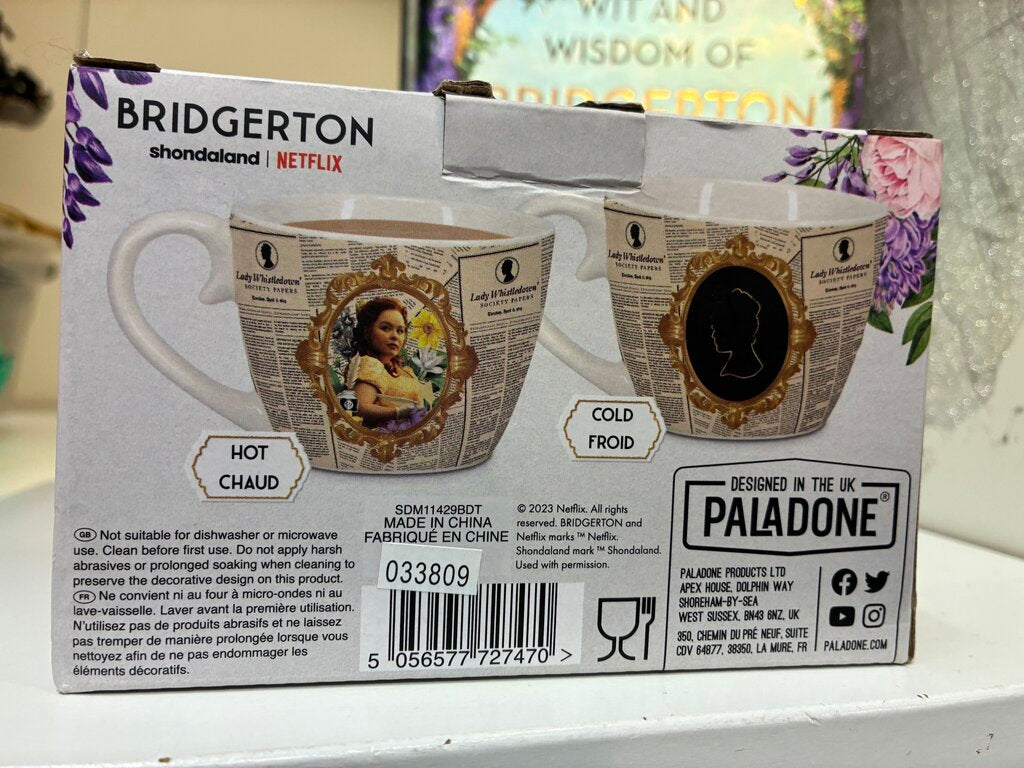 WIT AND
WISDOM OF
BRIDGERTON
BRIDGERTON
shondaland | NETFLIX
Lady Whistledown's
SOCIETY PAPERS
Lady Whistledown's
SOCIETY PAPERS
Lady Whistledown's
SOCIETY PAPERS
Lady Whistledown's
SOCIETY PAPERS
HOT
CHAUD
COLD
FROID
GB Not suitable for dishwasher or microwave
use. Clean before first use. Do not apply harsh
abrasives or prolonged soaking when cleaning to
preserve the decorative design on this product.
FR Ne convient ni au four à micro-ondes ni au
lave-vaisselle. Laver avant la première utilisation.
N'utilisez pas de produits abrasifs et ne laissez
pas tremper de manière prolongée lorsque vous
nettoyez afin de ne pas endommager les
éléments décoratifs.
SDM11429BDT
MADE IN CHINA
FABRIQUÉ EN CHINE
033809
5 056577 727470 >
© 2023 Netflix. All rights
reserved. BRIDGERTON and
Netflix marks ™ Netflix.
Shondaland mark ™ Shondaland.
Used with permission.
DESIGNED IN THE UK
PALADONE®
PALADONE PRODUCTS LTD
APEX HOUSE, DOLPHIN WAY
SHOREHAM-BY-SEA
WEST SUSSEX, BN43 6NZ, UK
350, CHEMIN DU PRÉ NEUF, SUITE
CDV 64877, 38350, LA MURE, FR
PALADONE.COM